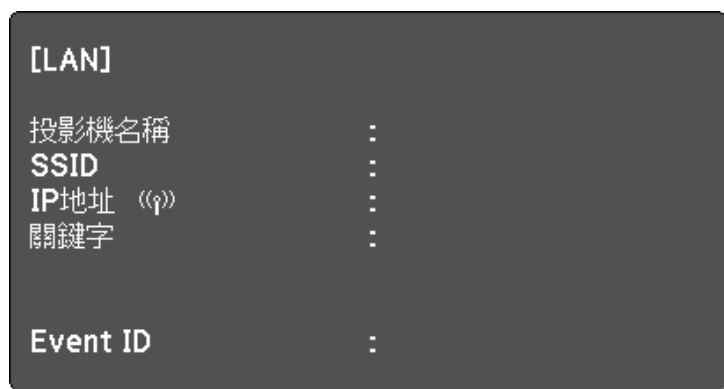 [LAN]
投影機名稱 :
SSID :
IP地址 :
關鍵字 :
Event ID :